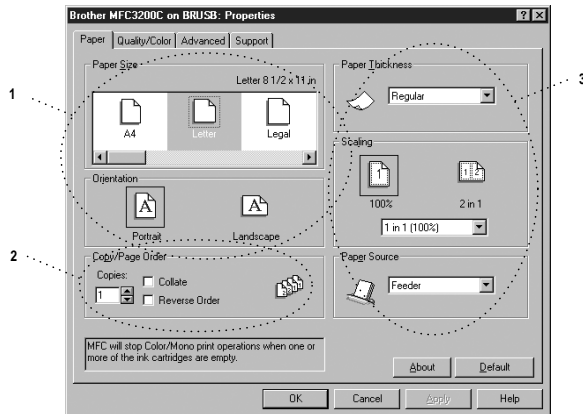 Brother MFC3200C on BRUSB: Properties
Paper Quality/Color Advanced Support
Paper Size
Letter 8 1/2 x 11 in
A4 Letter Legal
Orientation
Portrait Landscape
Copy/Page Order
Copies:
1
Collate
Reverse Order
MFC will stop Color/Mono print operations when one or
more of the ink cartridges are empty.
Paper Thickness
Regular
Scaling
1 1 2
100% 2 in 1
1 in 1 (100%)
Paper Source
Feeder
About Default
OK Cancel Apply Help
1
2
3